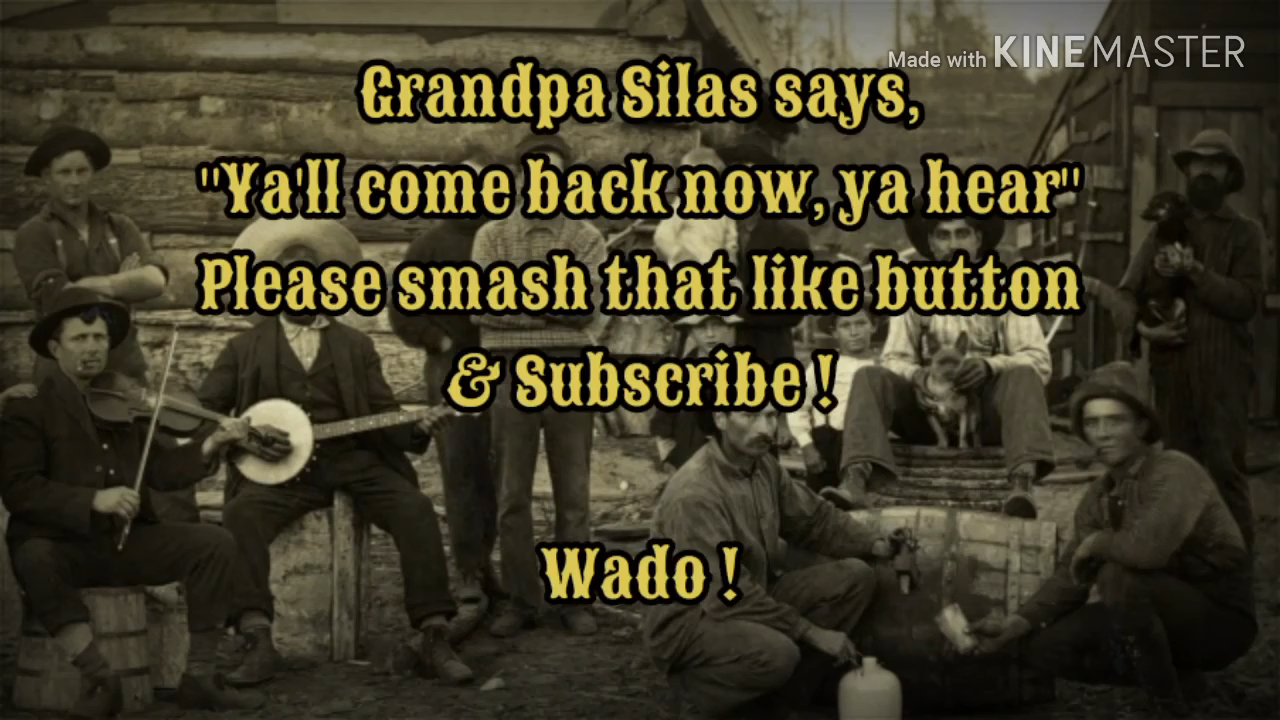 Made with KINEMASTER
Grandpa Silas says,
"Ya'll come back now, ya hear"
Please smash that like button
& Subscribe !
Wado !